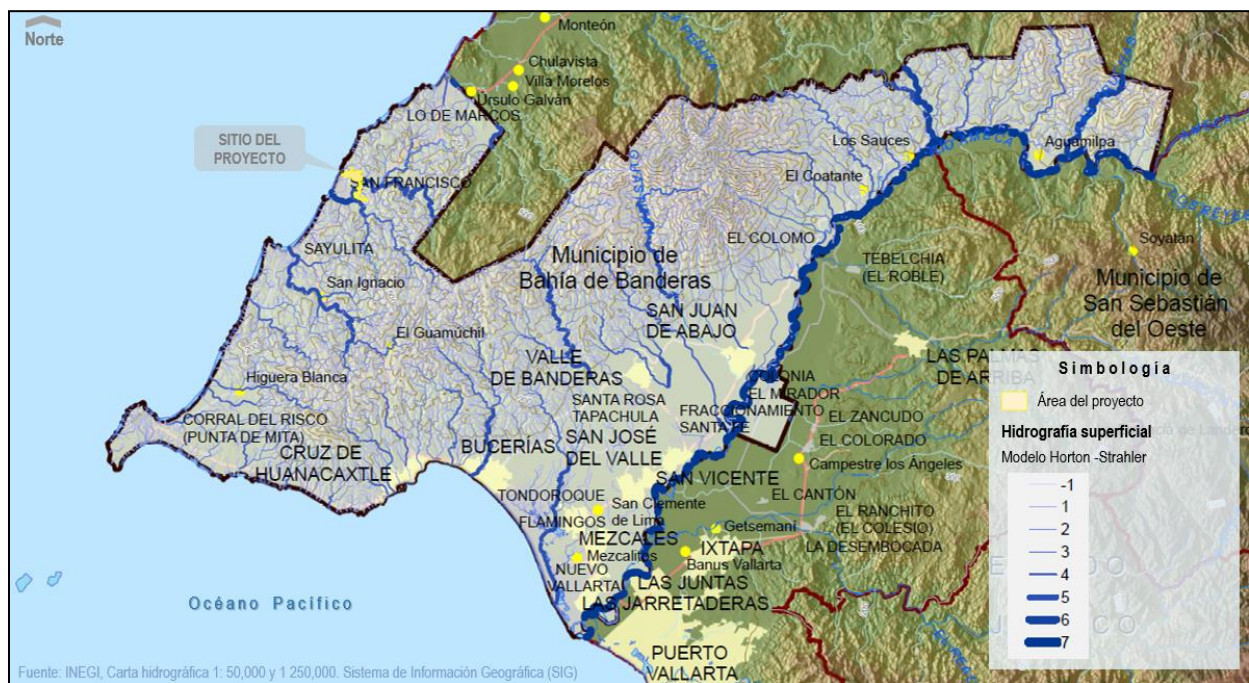 Norte
Monteón
LA PEÑITA
Chulavista
Villa Morelos
Úrsulo Galván
LO DE MARCOS
SITIO DEL
PROYECTO
SAN FRANCISCO
Los Sauces
RIO AMECA
Aguamilpa
El Coatante
SAYULITA
EL COLOMO
Soyatán
Municipio de
Bahía de Banderas
TEBELCHIA
(EL ROBLE)
Municipio de
San Sebastián
del Oeste
San Ignacio
SAN JUAN
DE ABAJO
El Guamúchil
VALLE
DE BANDERAS
LAS PALMAS
DE ARRIBA
Higuera Blanca
COLONIA
EL MIRADOR
SANTA ROSA
TAPACHULA
FRACCIONAMIENTO
SANTA FE
EL ZANCUDO
CORRAL DEL RISCO
(PUNTA DE MITA)
CRUZ DE
HUANACAXTLE
BUCERÍAS
SAN JOSÉ
DEL VALLE
EL COLORADO
Campestre los Ángeles
SAN VICENTE
TONDOROQUE
San Clemente
de Lima
EL CANTÓN
FLAMINGOS
EL RANCHITO
(EL COLESIO)
Getsemaní
MEZCALES
Mezcalitos
IXTAPA
Banus Vallarta
LA DESEMBOCADA
NUEVO
VALLARTA
LAS JUNTAS
LAS JARRETADERAS
PUERTO
VALLARTA
Océano Pacífico
Simbología
Área del proyecto
Hidrografía superficial
Modelo Horton -Strahler
-1
1
2
3
4
5
6
7
Fuente: INEGI, Carta hidrográfica 1: 50,000 y 1 250,000. Sistema de Información Geográfica (SIG)